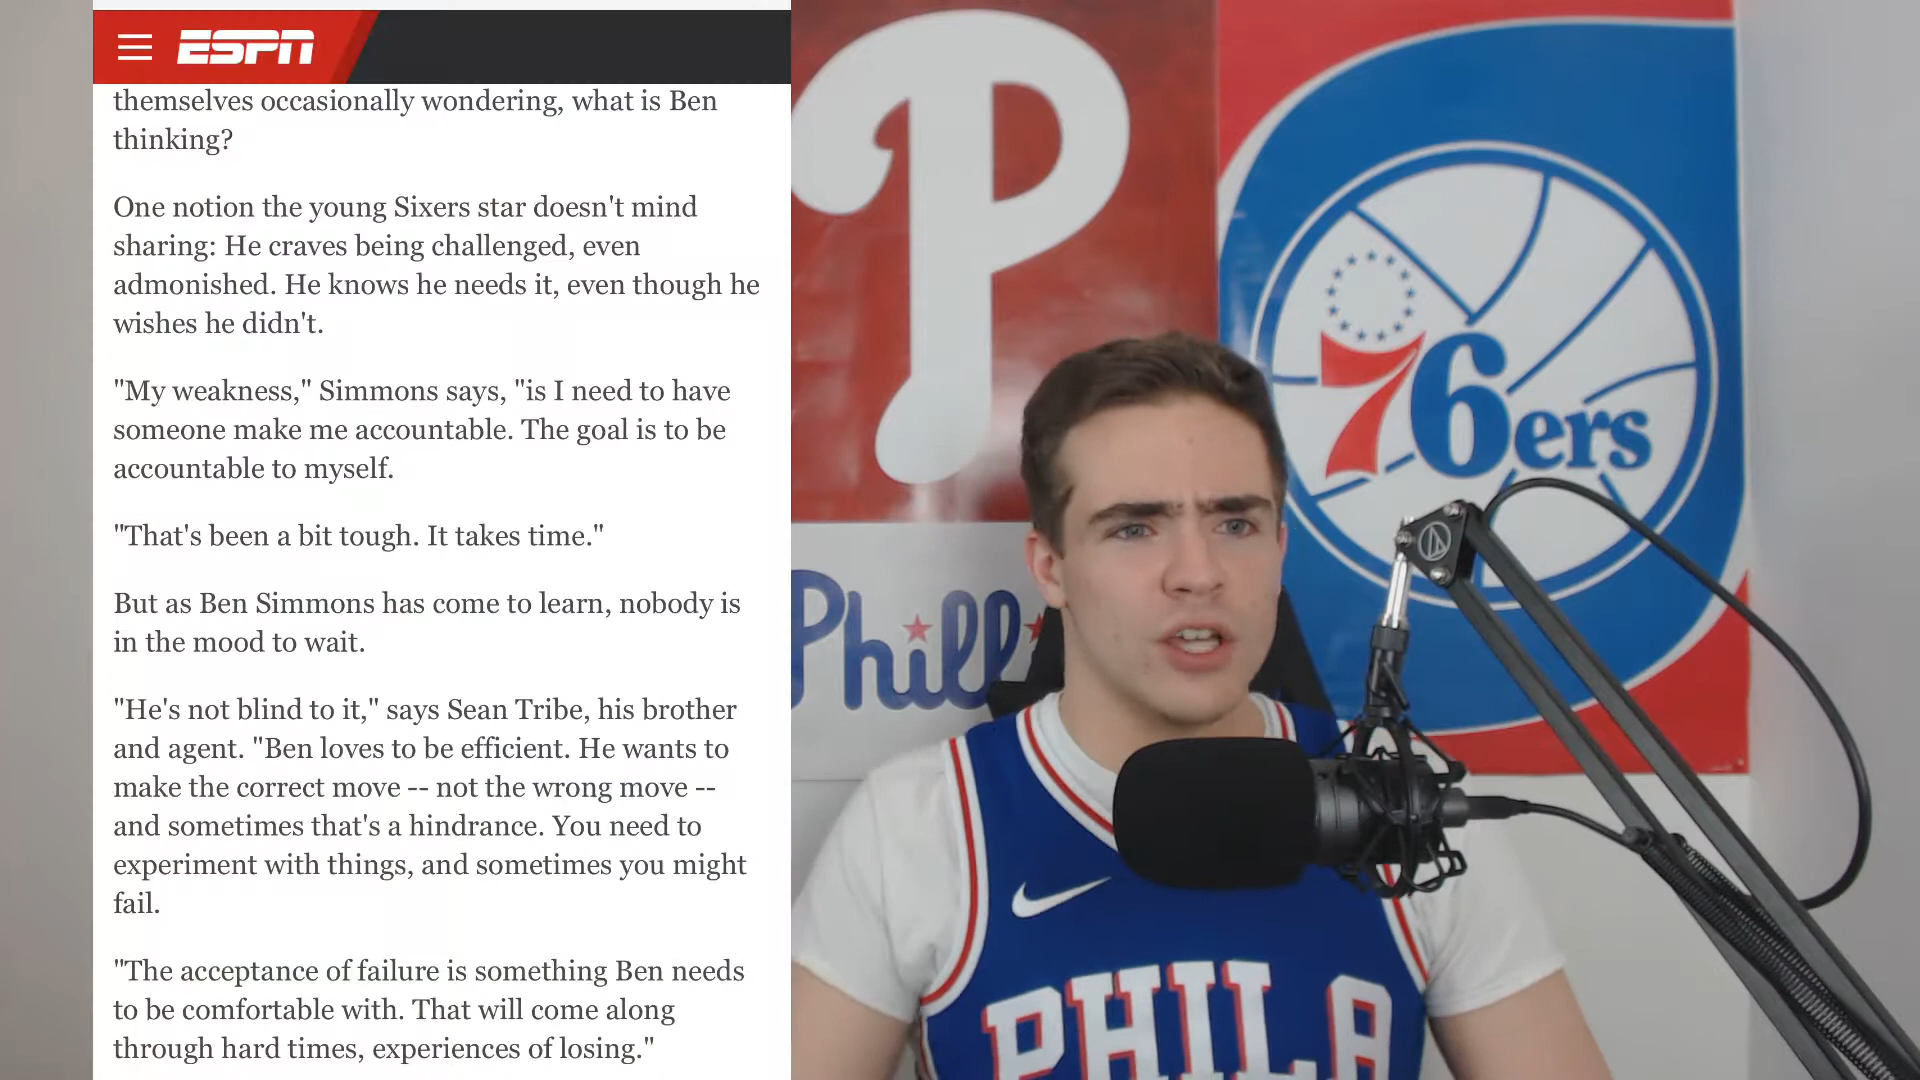 ESPN
themselves occasionally wondering, what is Ben
thinking?
One notion the young Sixers star doesn't mind
sharing: He craves being challenged, even
admonished. He knows he needs it, even though he
wishes he didn't.
"My weakness," Simmons says, "is I need to have
someone make me accountable. The goal is to be
accountable to myself.
"That's been a bit tough. It takes time."
But as Ben Simmons has come to learn, nobody is
in the mood to wait.
"He's not blind to it," says Sean Tribe, his brother
and agent. "Ben loves to be efficient. He wants to
make the correct move -- not the wrong move --
and sometimes that's a hindrance. You need to
experiment with things, and sometimes you might
fail.
"The acceptance of failure is something Ben needs
to be comfortable with. That will come along
through hard times, experiences of losing."
P
76ers
Phill
PHILA